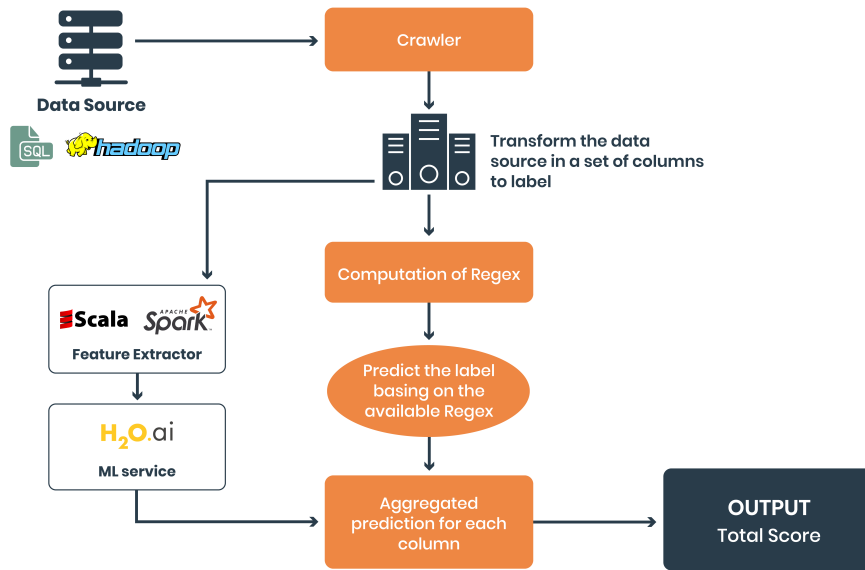 Crawler
Data Source
SQL
hadoop
Transform the data
source in a set of columns
to label
Computation of Regex
Scala
APACHE
Spark
Feature Extractor
Predict the label
basing on the
available Regex
H2O.ai
ML service
Aggregated
prediction for each
column
OUTPUT
Total Score